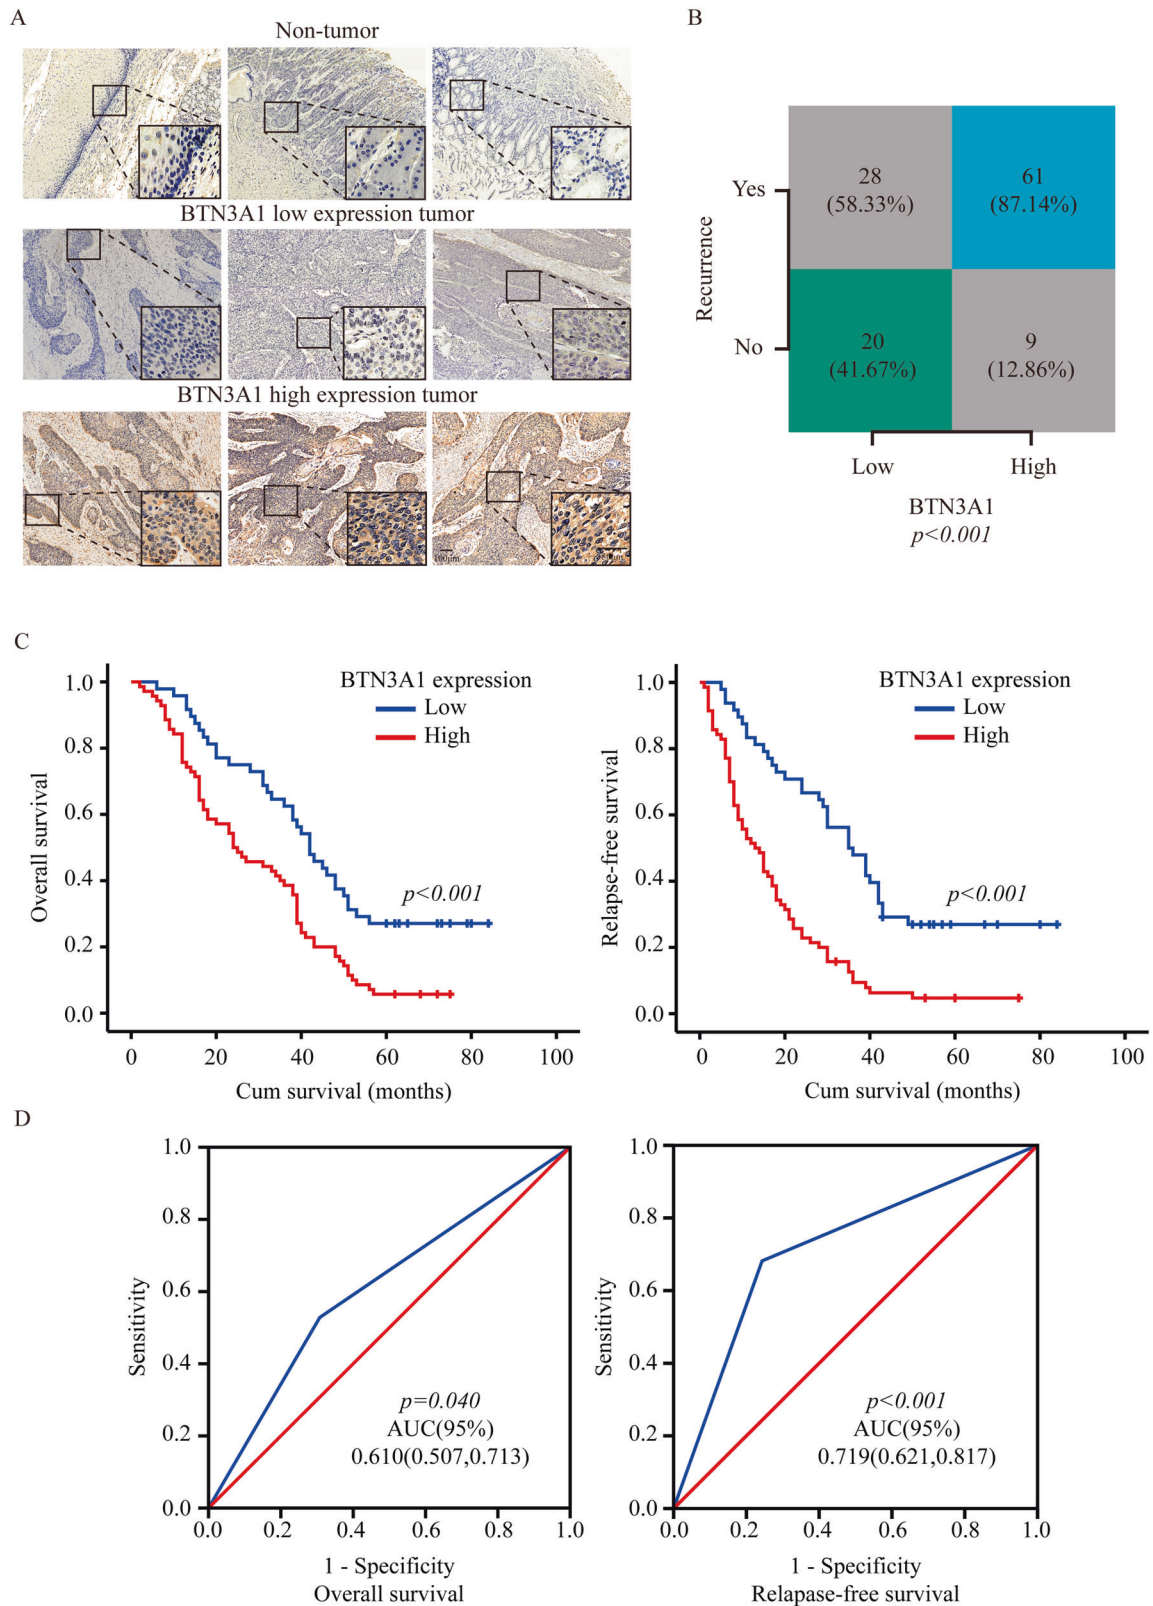 A
Non-tumor
BTN3A1 low expression tumor
BTN3A1 high expression tumor
100μm
B
Recurrence
Yes
28
(58.33%)
61
(87.14%)
No
20
(41.67%)
9
(12.86%)
Low
High
BTN3A1
p<0.001
C
Overall survival
1.0
0.8
0.6
0.4
0.2
0.0
BTN3A1 expression
Low
High
p<0.001
0 20 40 60 80 100
Cum survival (months)
Relapse-free survival
1.0
0.8
0.6
0.4
0.2
0.0
BTN3A1 expression
Low
High
p<0.001
0 20 40 60 80 100
Cum survival (months)
D
Sensitivity
1.0
0.8
0.6
0.4
0.2
0.0
p=0.040
AUC(95%)
0.610(0.507,0.713)
0.0 0.2 0.4 0.6 0.8 1.0
1 - Specificity
Overall survival
Sensitivity
1.0
0.8
0.6
0.4
0.2
0.0
p<0.001
AUC(95%)
0.719(0.621,0.817)
0.0 0.2 0.4 0.6 0.8 1.0
1 - Specificity
Relapase-free survival